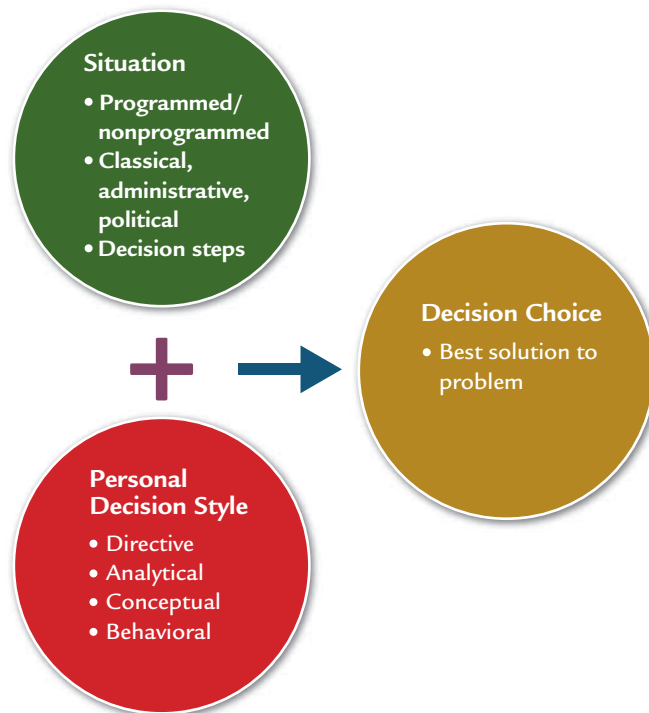 Situation
• Programmed/
nonprogrammed
• Classical,
administrative,
political
• Decision steps
Decision Choice
• Best solution to
problem
Personal
Decision Style
• Directive
• Analytical
• Conceptual
• Behavioral